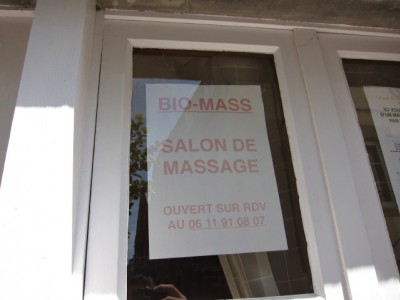 BIO-MASS
SALON DE
MASSAGE
OUVERT SUR RDV
AU 06 11 91 08 07